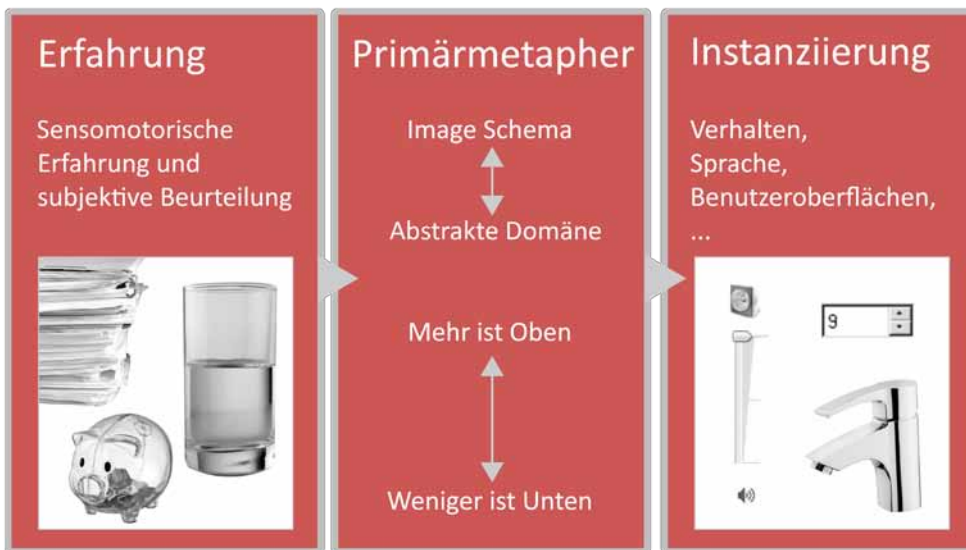 Erfahrung
Sensomotorische
Erfahrung und
subjektive Beurteilung
Primärmetapher
Image Schema
Abstrakte Domäne
Mehr ist Oben
Weniger ist Unten
Instanziierung
Verhalten,
Sprache,
Benutzeroberflächen,
...
9